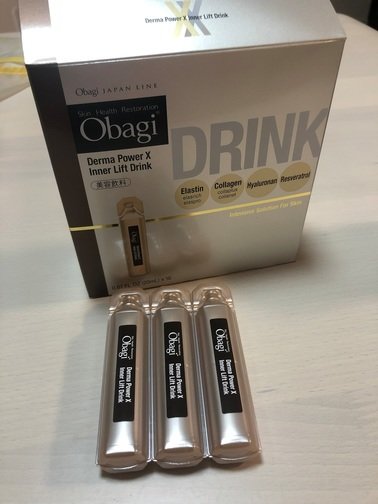 Derma Power X Inner Lift Drink
X
Obagi JAPAN LINE
Skin Health Restoration
Obagi
Derma Power X
Inner Lift Drink
美容飲料
DRINK
Elastin
Collagen
Hyaluronan
Resveratrol
Intensive Solution For Skin
Obagi
Derma Power X
Inner Lift Drink
Obagi
Derma Power X
Inner Lift Drink
Obagi
Derma Power X
Inner Lift Drink